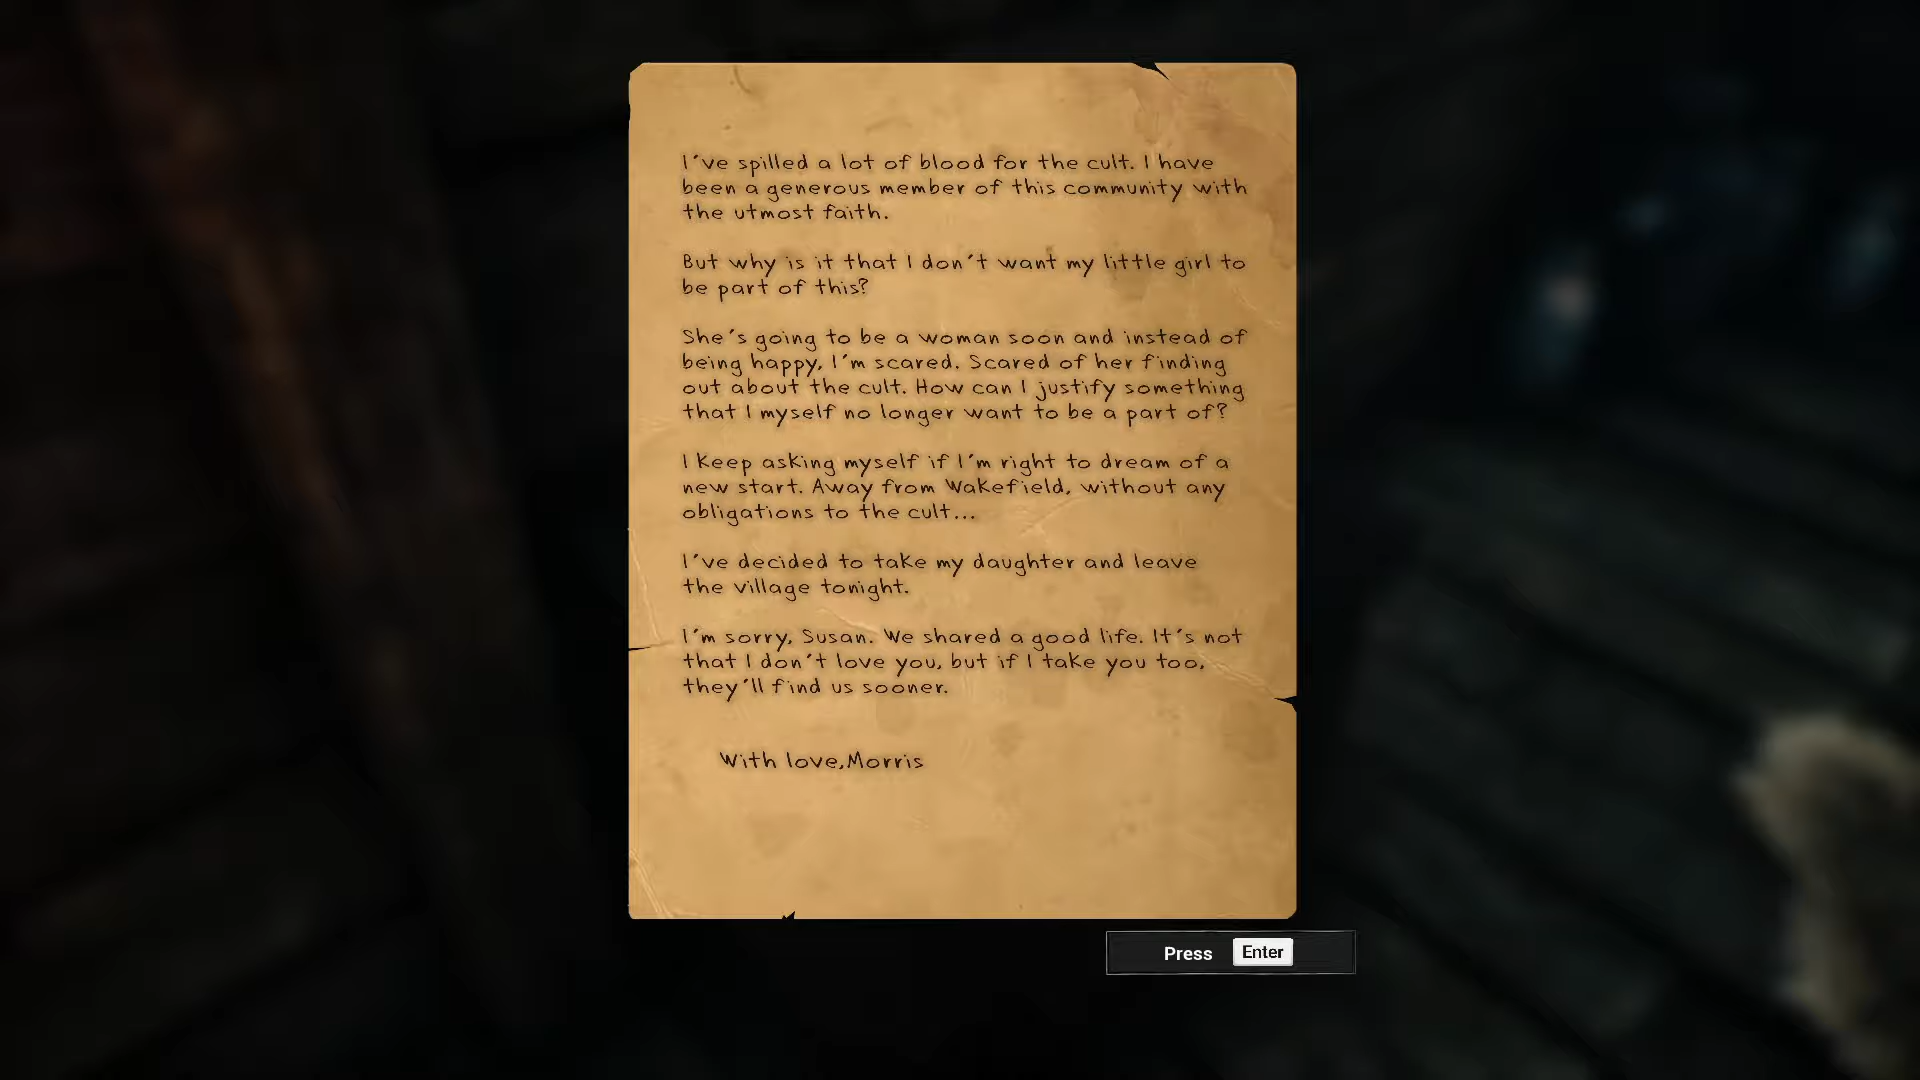 I´ve spilled a lot of blood for the cult. I have
been a generous member of this community with
the utmost faith.
But why is it that I don´t want my little girl to
be part of this?
She´s going to be a woman soon and instead of
being happy, I´m scared. Scared of her finding
out about the cult. How can I justify something
that I myself no longer want to be a part of?
I keep asking myself if I´m right to dream of a
new start. Away from Wakefield, without any
obligations to the cult...
I´ve decided to take my daughter and leave
the village tonight.
I´m sorry, Susan. We shared a good life. It´s not
that I don´t love you, but if I take you too,
they´ll find us sooner.
With love,Morris
Press Enter